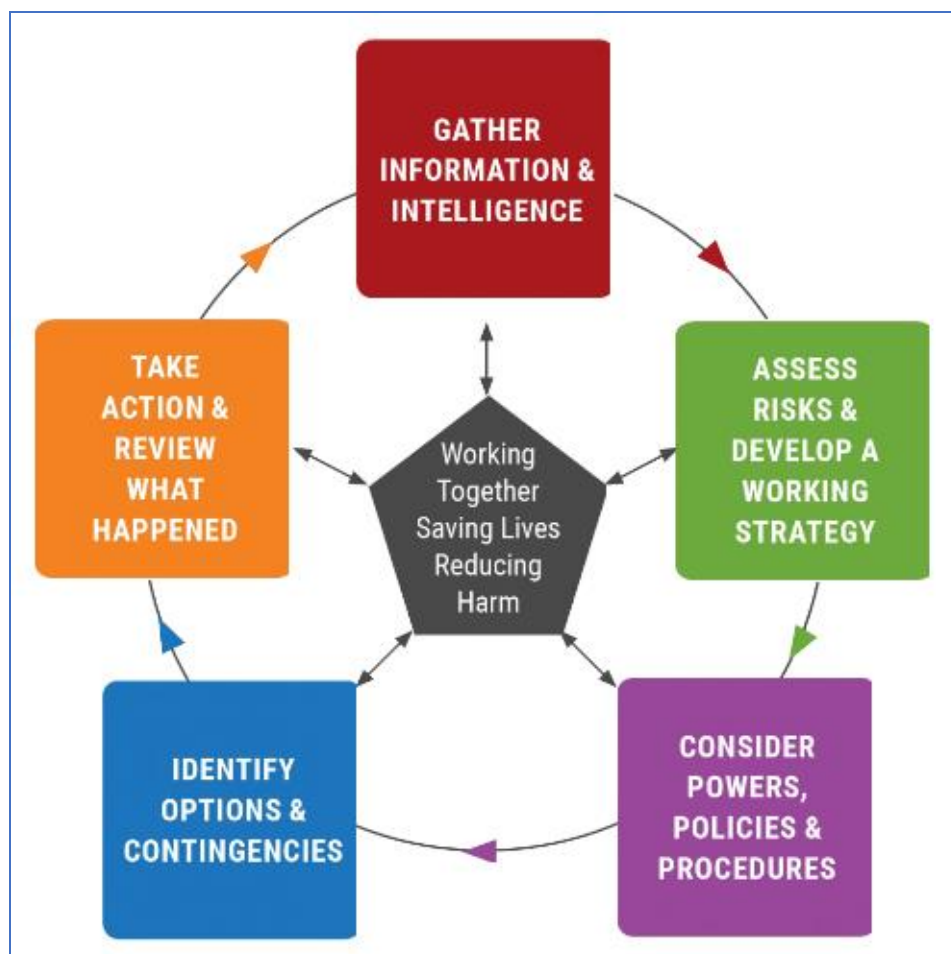 GATHER
INFORMATION &
INTELLIGENCE
ASSESS
RISKS &
DEVELOP A
WORKING
STRATEGY
CONSIDER
POWERS,
POLICIES &
PROCEDURES
IDENTIFY
OPTIONS &
CONTINGENCIES
TAKE
ACTION &
REVIEW
WHAT
HAPPENED
Working
Together
Saving Lives
Reducing
Harm